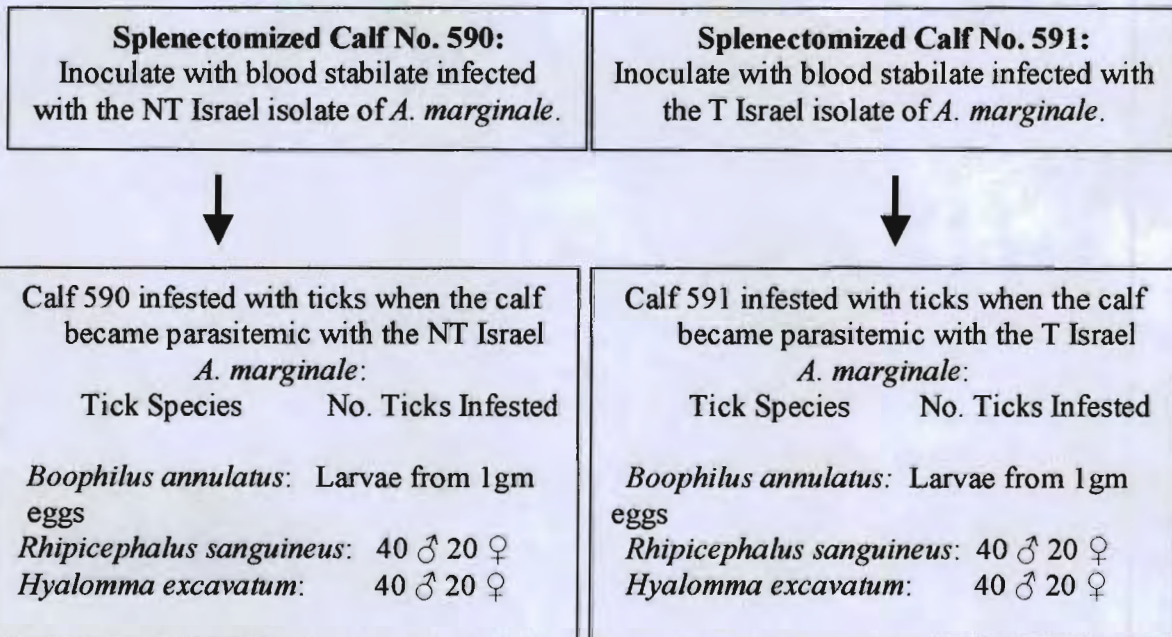 Splenectomized Calf No. 590:
Inoculate with blood stabilate infected
with the NT Israel isolate of A. marginale.
Splenectomized Calf No. 591:
Inoculate with blood stabilate infected with
the T Israel isolate of A. marginale.
Calf 590 infested with ticks when the calf
became parasitemic with the NT Israel
A. marginale:
Tick Species No. Ticks Infested
Boophilus annulatus: Larvae from 1gm
eggs
Rhipicephalus sanguineus: 40 ♂ 20 ♀
Hyalomma excavatum: 40 ♂ 20 ♀
Calf 591 infested with ticks when the calf
became parasitemic with the T Israel
A. marginale:
Tick Species No. Ticks Infested
Boophilus annulatus: Larvae from 1gm
eggs
Rhipicephalus sanguineus: 40 ♂ 20 ♀
Hyalomma excavatum: 40 ♂ 20 ♀